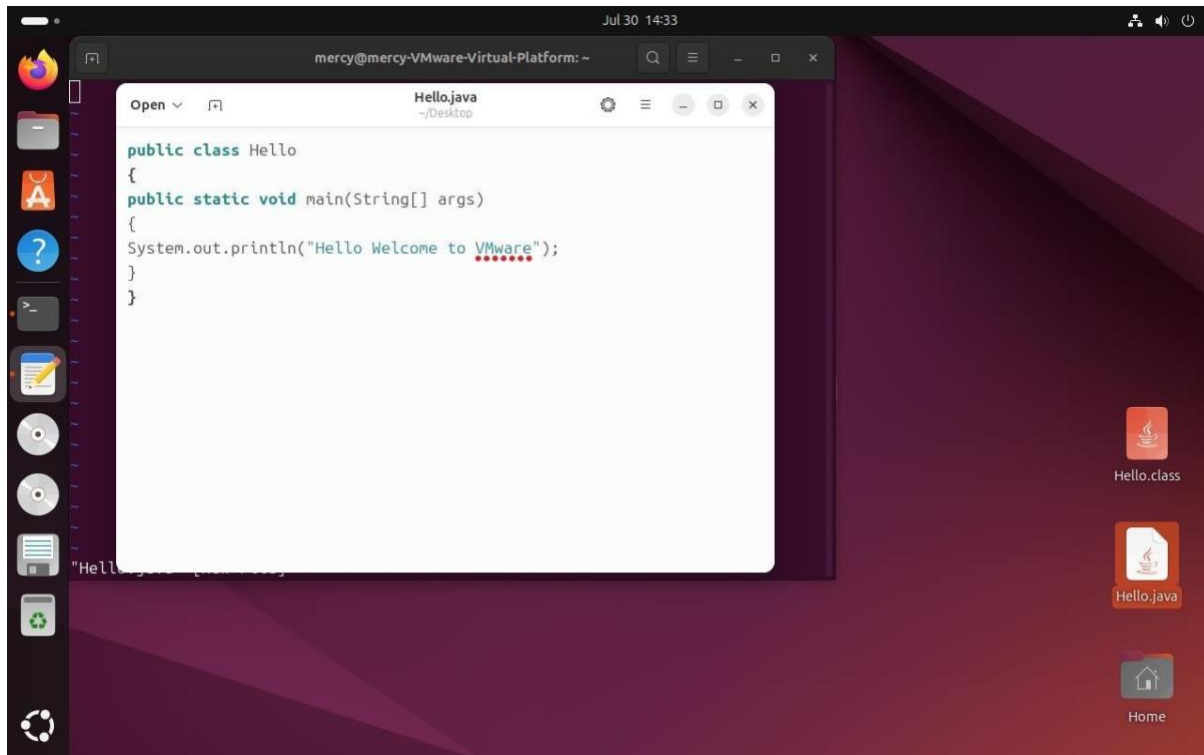 Jul 30 14:33
mercy@mercy-VMware-Virtual-Platform: ~
Open
Hello.java
~/Desktop
public class Hello
{
public static void main(String[] args)
{
System.out.println("Hello Welcome to VMware");
}
}
~
"Hell
Hello.class
Hello.java
Home